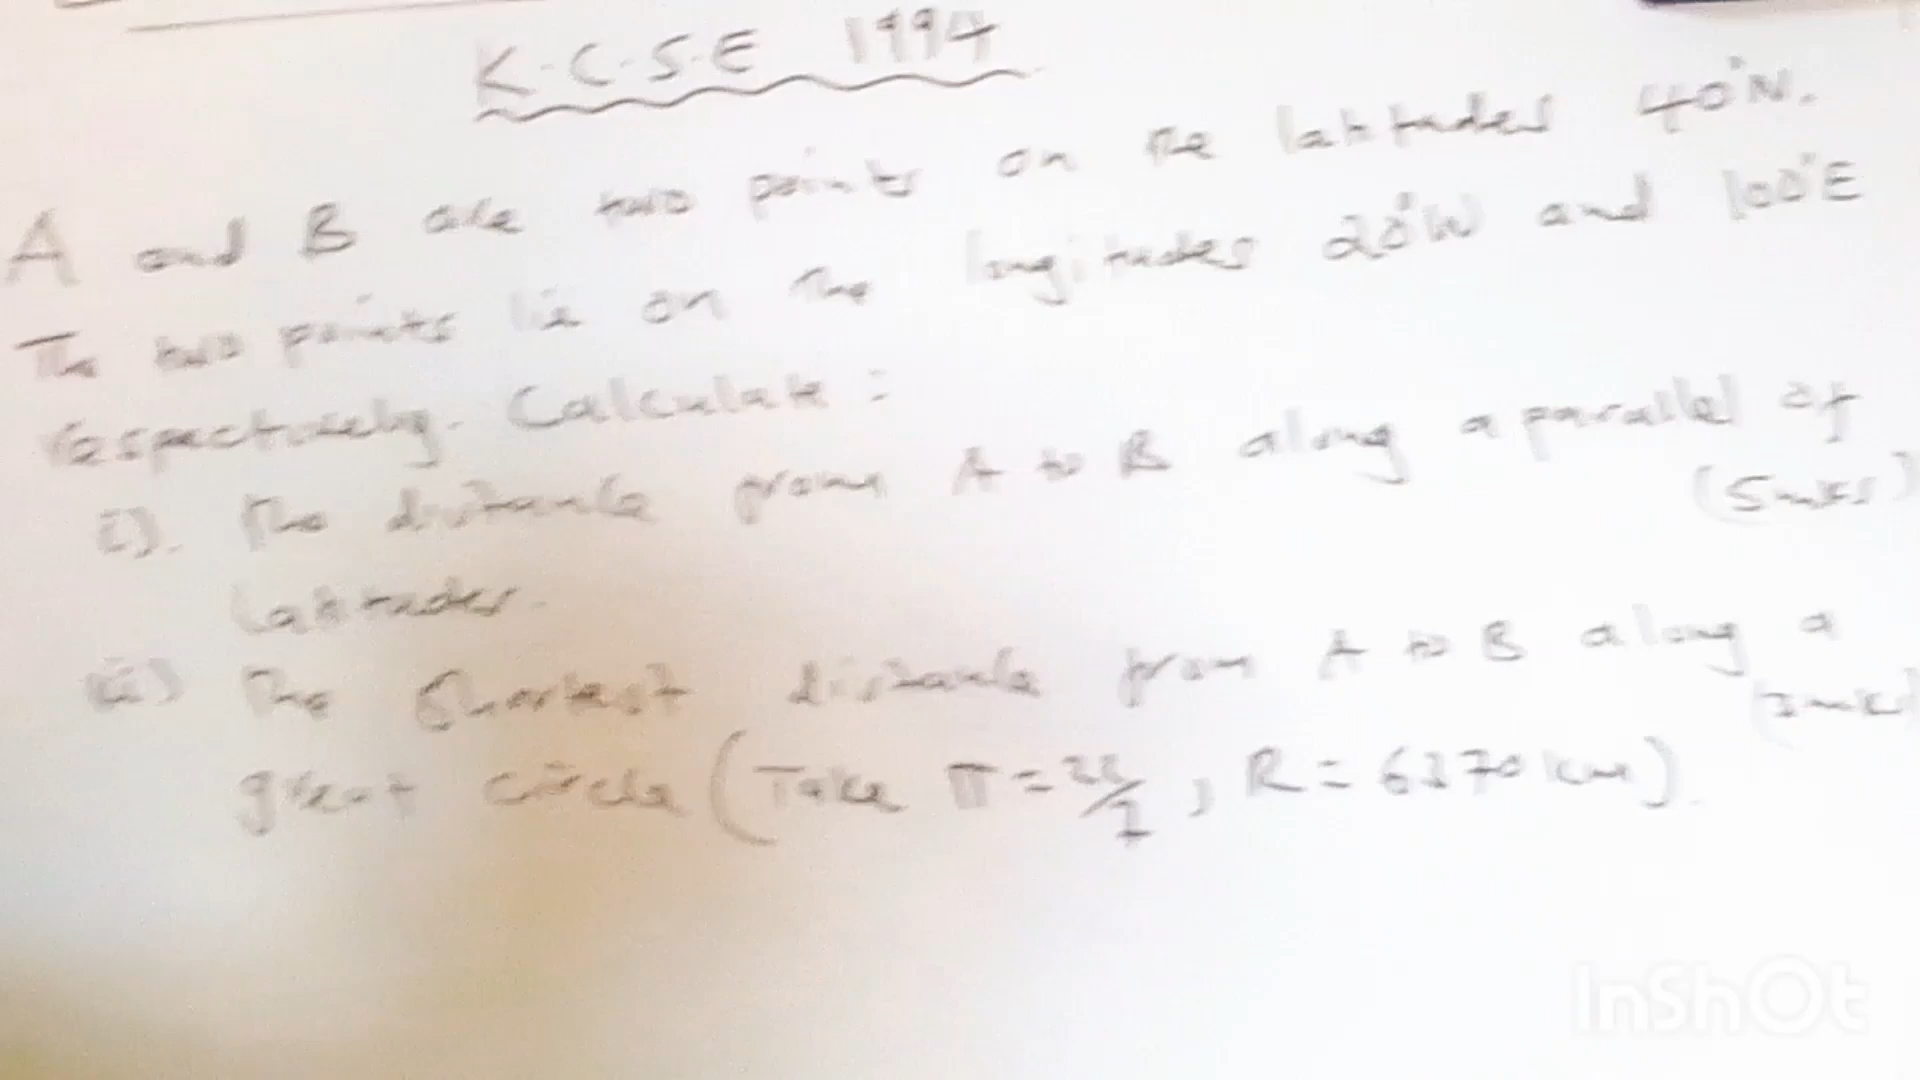 K.C.S.E 1994
A and B are two points on the latitudes 40°N.
The two points lie on the longitudes 20°W and 100°E
respectively. Calculate:
i). The distance from A to B along a parallel of
(5mks)
latitudes.
(ii) The shortest distance from A to B along a
great circle (Take π = 22/7, R = 6370 km).
InShOt